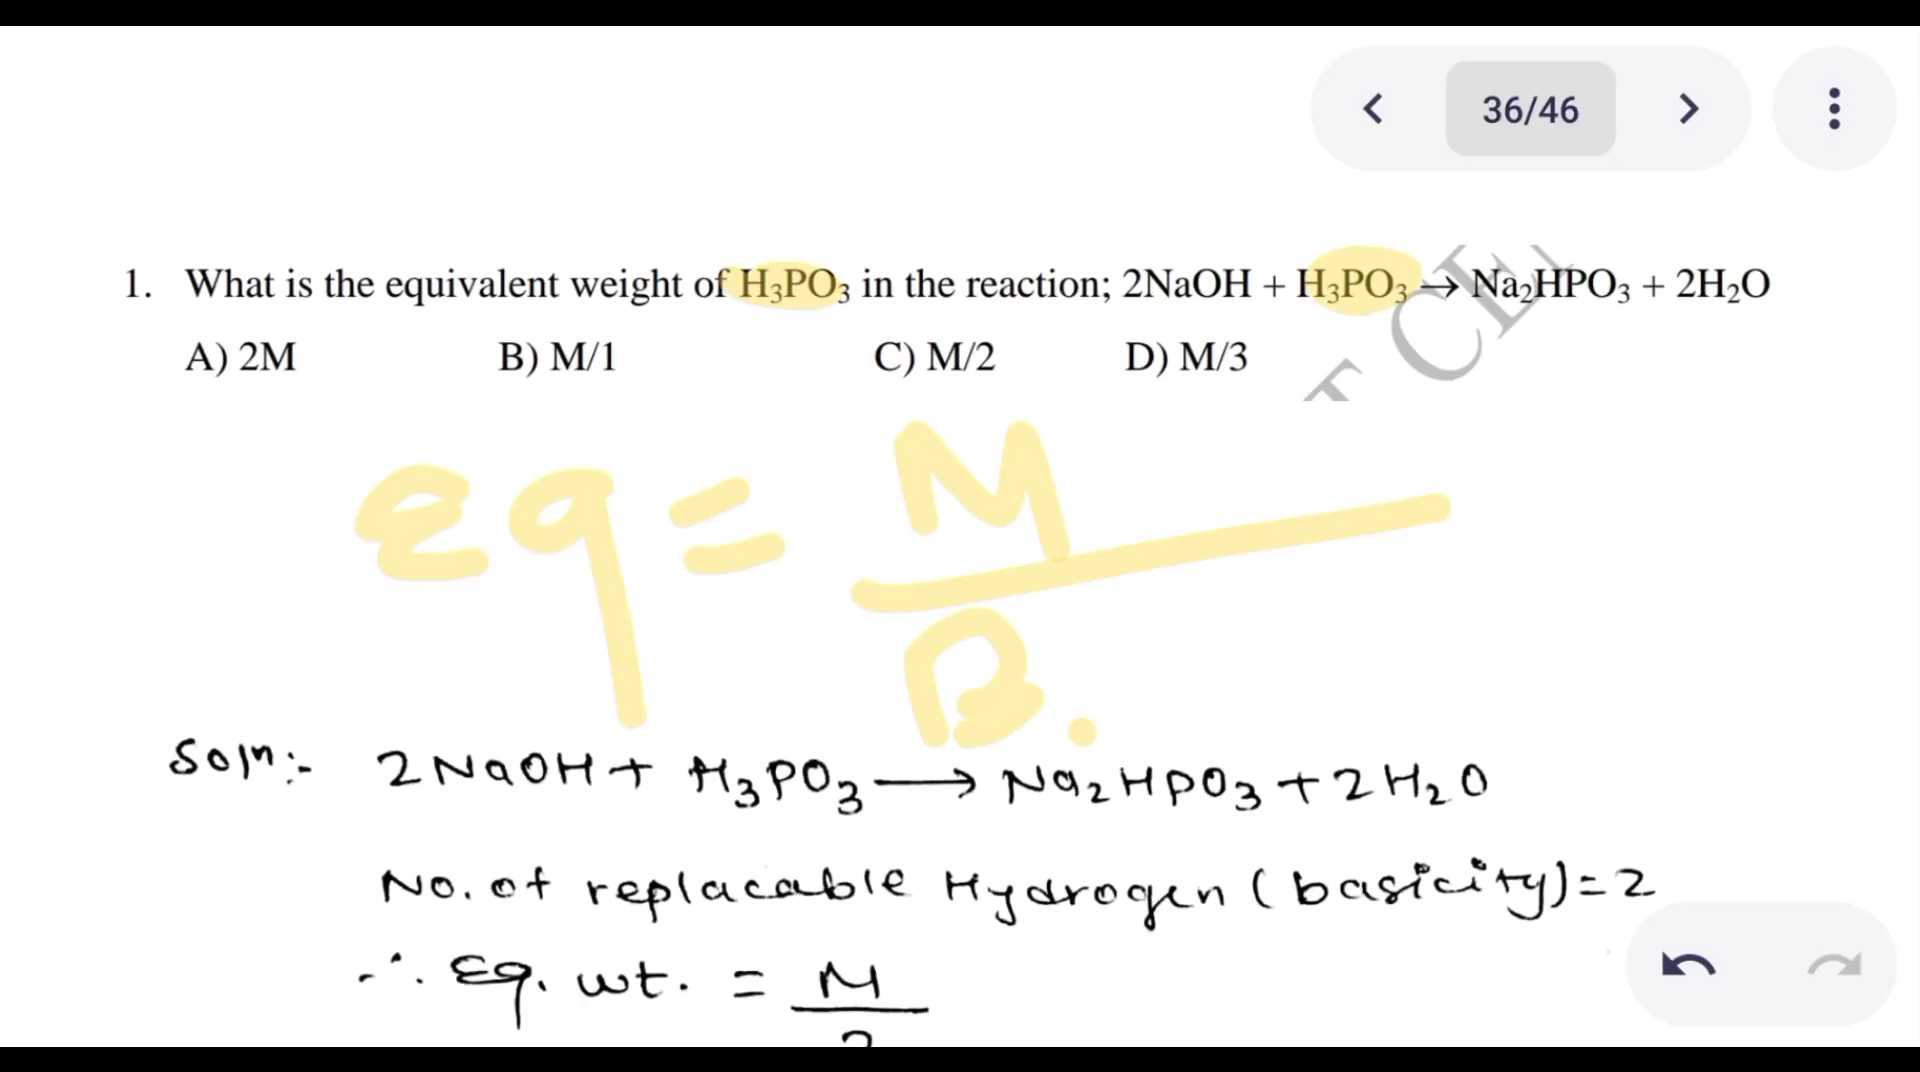 36/46
1. What is the equivalent weight of H₃PO₃ in the reaction; 2NaOH + H₃PO₃ → Na₂HPO₃ + 2H₂O
A) 2M B) M/1 C) M/2 D) M/3
T CE
Eq = M
B.
Soln:- 2NaOH + H₃PO₃ → Na₂HPO₃ + 2H₂O
No. of replacable Hydrogen (basicity) = 2
∴ Eq. wt. = M